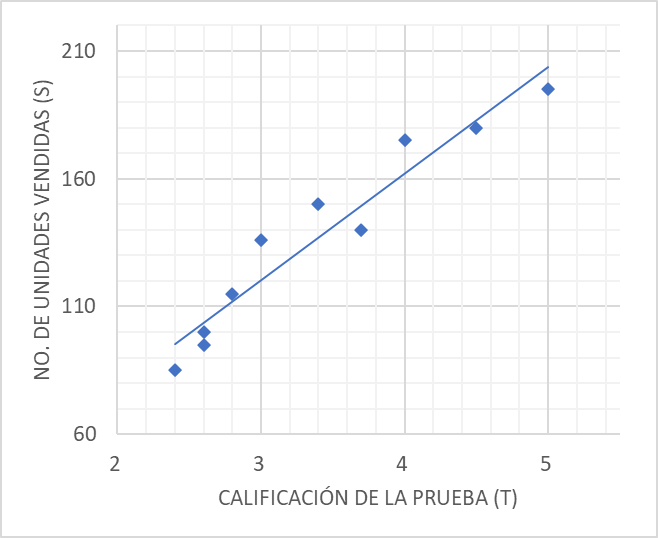 NO. DE UNIDADES VENDIDAS (S)
210
160
110
60
2 3 4 5
CALIFICACIÓN DE LA PRUEBA (T)